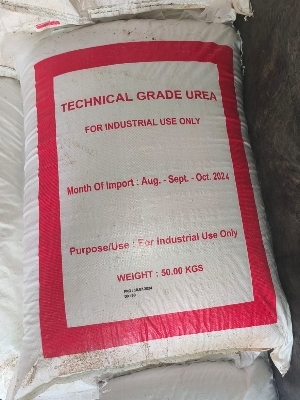 TECHNICAL GRADE UREA
FOR INDUSTRIAL USE ONLY
Month Of Import : Aug. - Sept. - Oct. 2024
Purpose/Use : For Industrial Use Only
WEIGHT : 50.00 KGS